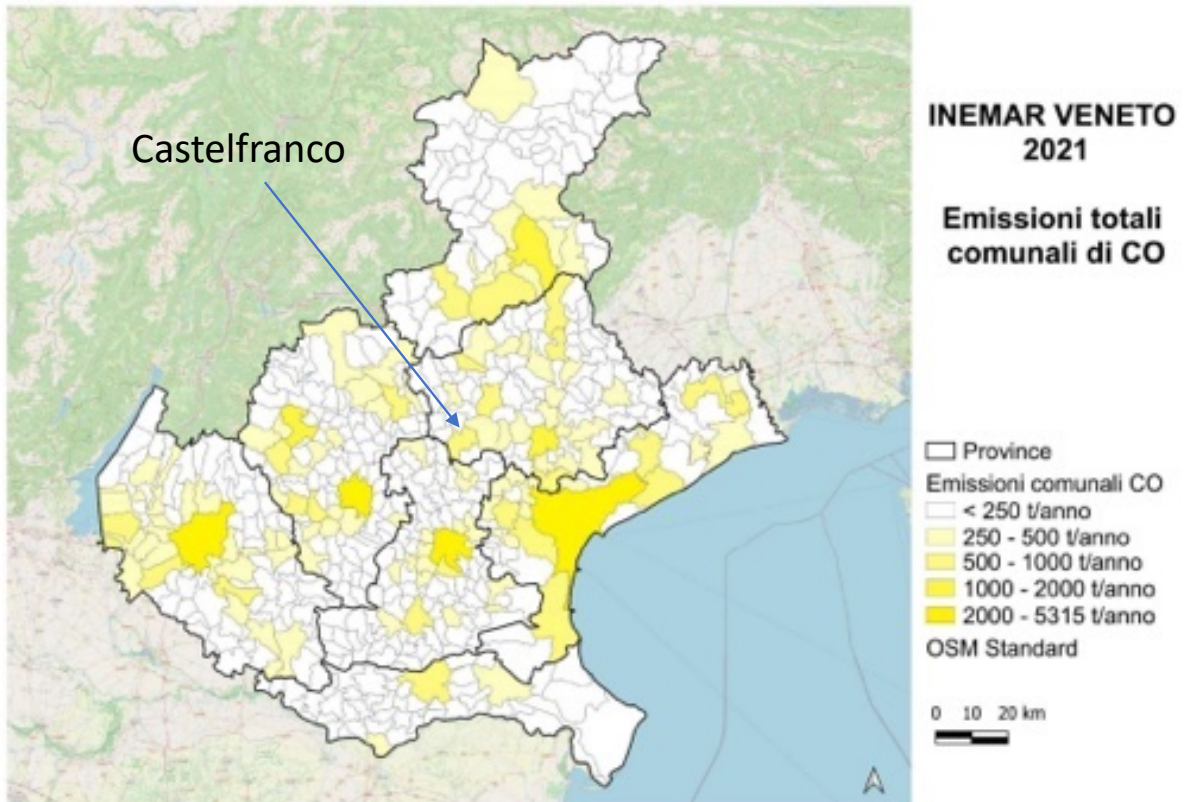 Castelfranco
INEMAR VENETO
2021
Emissioni totali
comunali di CO
Province
Emissioni comunali CO
< 250 t/anno
250 - 500 t/anno
500 - 1000 t/anno
1000 - 2000 t/anno
2000 - 5315 t/anno
OSM Standard
0 10 20 km